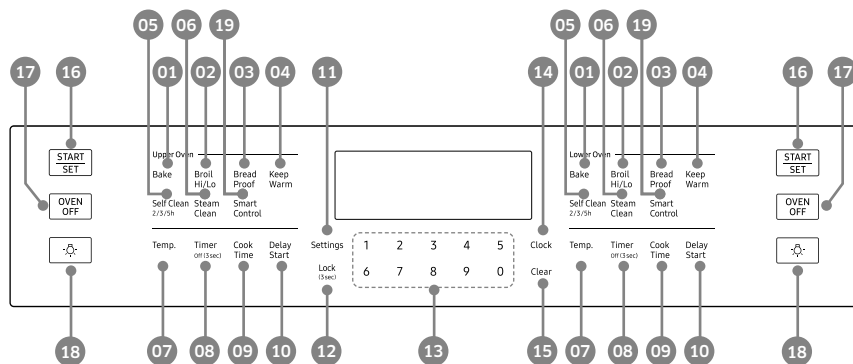 05 06 19 05 06 19
17 16 01 02 03 04 11 14 01 02 03 04 16 17
Upper Oven Lower Oven
START
SET
Bake Broil
Hi/Lo Bread
Proof Keep
Warm
Bake Broil
Hi/Lo Bread
Proof Keep
Warm
START
SET
OVEN
OFF
Self Clean
2/3/5h Steam
Clean Smart
Control
Self Clean
2/3/5h Steam
Clean Smart
Control
OVEN
OFF
Temp. Timer
Off (3 sec) Cook
Time Delay
Start
Settings 1 2 3 4 5 Clock
Lock
(3 sec) 6 7 8 9 0 Clear
Temp. Timer
Off (3 sec) Cook
Time Delay
Start
18 07 08 09 10 12 13 15 07 08 09 10 18